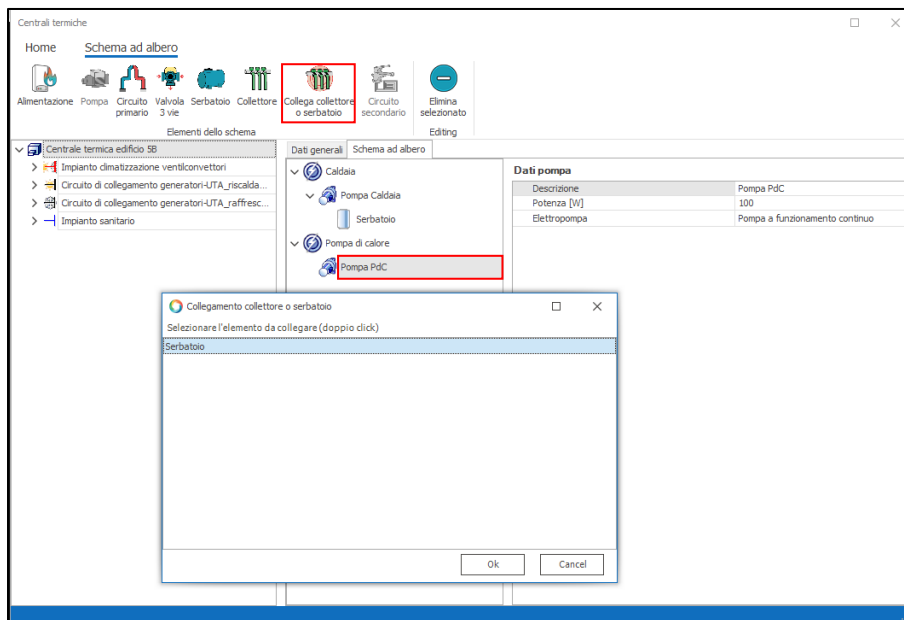 Centrali termiche
Home Schema ad albero
Alimentazione Pompa Circuito primario Valvola 3 vie Serbatoio Collettore Collega collettore o serbatoio Circuito secondario Elimina selezionato
Elementi dello schema Editing
Centrale termica edificio 5B
Impianto climatizzazione ventilconvettori
Circuito di collegamento generatori-UTA_riscalda...
Circuito di collegamento generatori-UTA_raffresc...
Impianto sanitario
Dati generali Schema ad albero
Caldaia
Pompa Caldaia
Serbatoio
Pompa di calore
Pompa PdC
Dati pompa
Descrizione Pompa PdC
Potenza [W] 100
Elettropompa Pompa a funzionamento continuo
Collegamento collettore o serbatoio
Selezionare l'elemento da collegare (doppio click)
Serbatoio
Ok Cancel